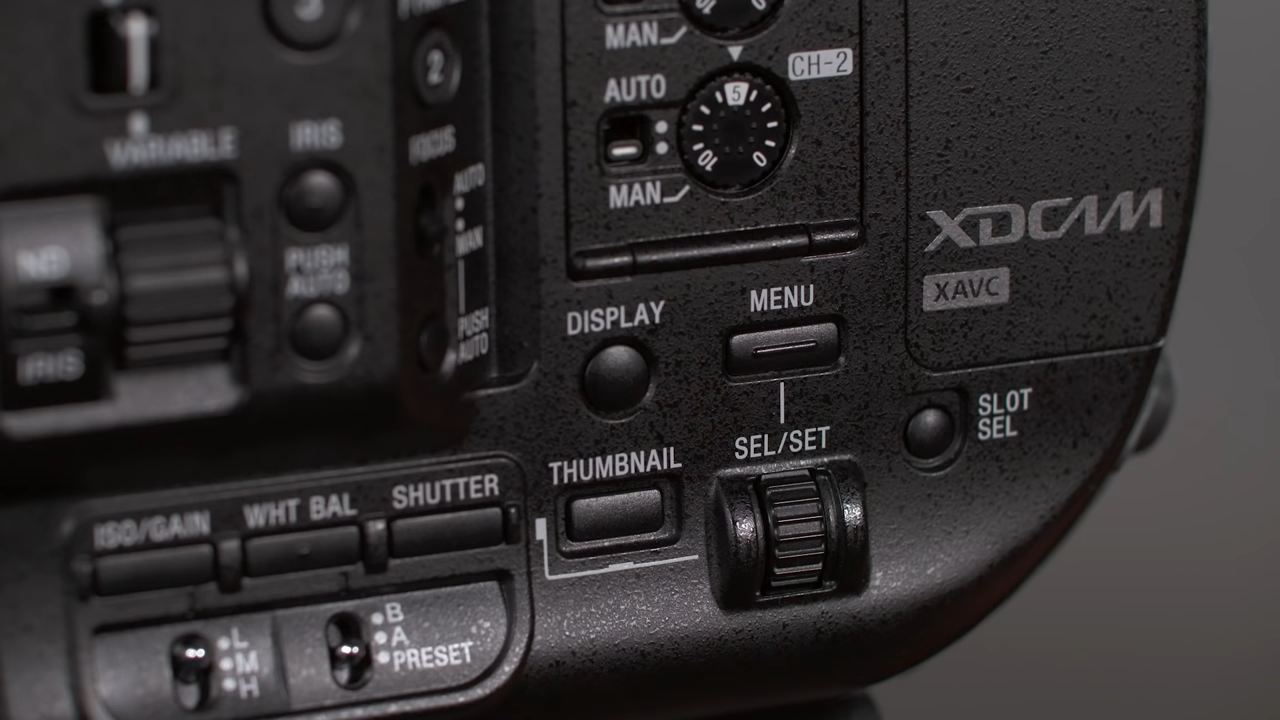 3
MAN
2
CH-2
AUTO
5
10
0
MAN
VARIABLE
IRIS
FOCUS
AUTO
MAN
PUSH
AUTO
ND
IRIS
PUSH
AUTO
XDCAM
XAVC
DISPLAY
MENU
SLOT
SEL
SEL/SET
THUMBNAIL
ISO/GAIN
WHT BAL
SHUTTER
L
M
H
B
A
PRESET